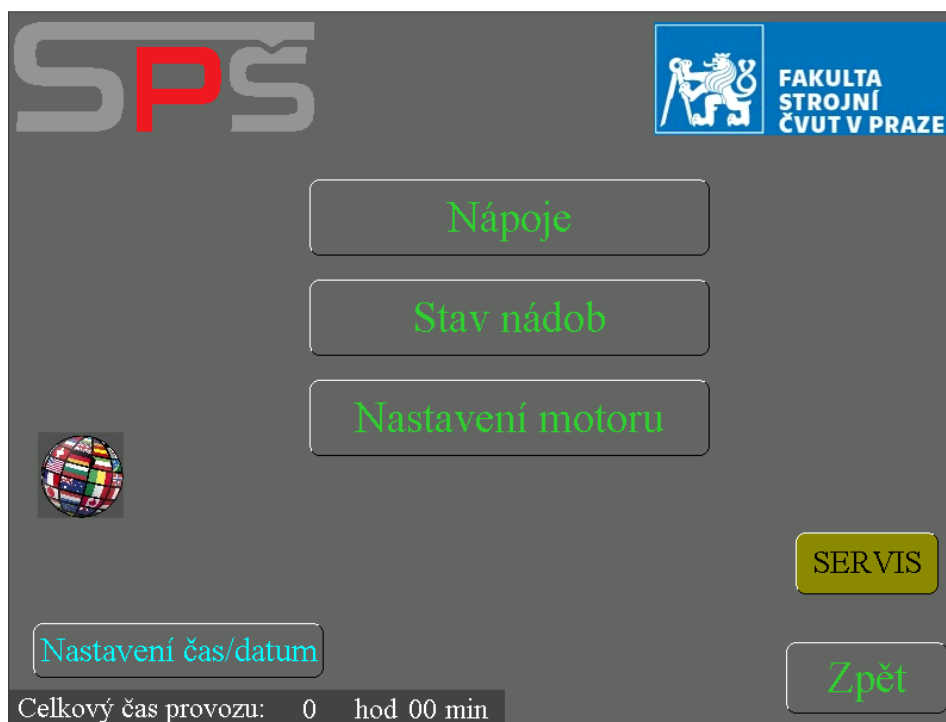 SPŠ
FAKULTA
STROJNÍ
ČVUT V PRAZE
Nápoje
Stav nádob
Nastavení motoru
SERVIS
Nastavení čas/datum
Zpět
Celkový čas provozu: 0 hod 00 min